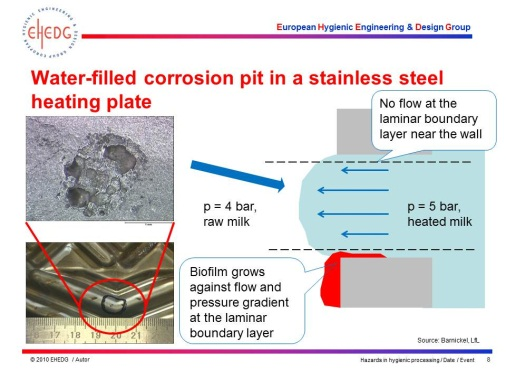 EHEDG
European Hygienic Engineering & Design Group
Water-filled corrosion pit in a stainless steel
heating plate
No flow at the
laminar boundary
layer near the wall
p = 4 bar,
raw milk
p = 5 bar,
heated milk
Biofilm grows
against flow and
pressure gradient
at the laminar
boundary layer
15 16 17 18 19 20 21
Source: Barnickel, LfL
© 2010 EHEDG / Autor
Hazards in hygienic processing / Date / Event 8